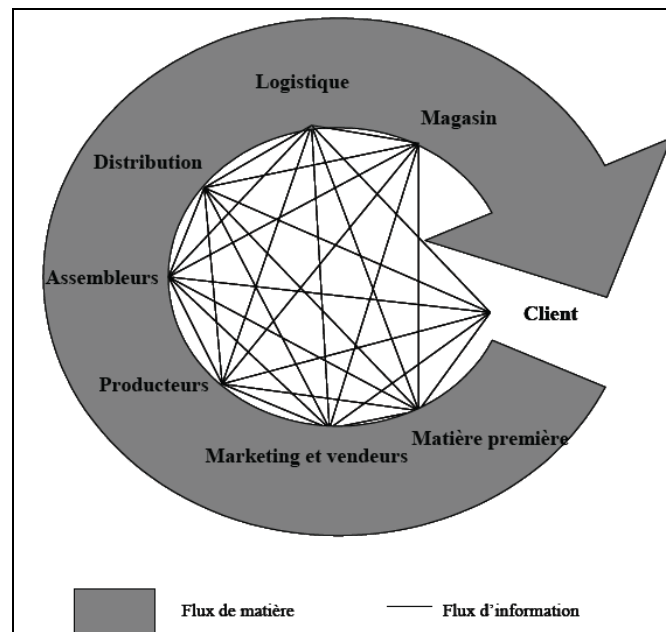 Logistique
Magasin
Distribution
Assembleurs
Client
Producteurs
Matière première
Marketing et vendeurs
Flux de matière
Flux d'information